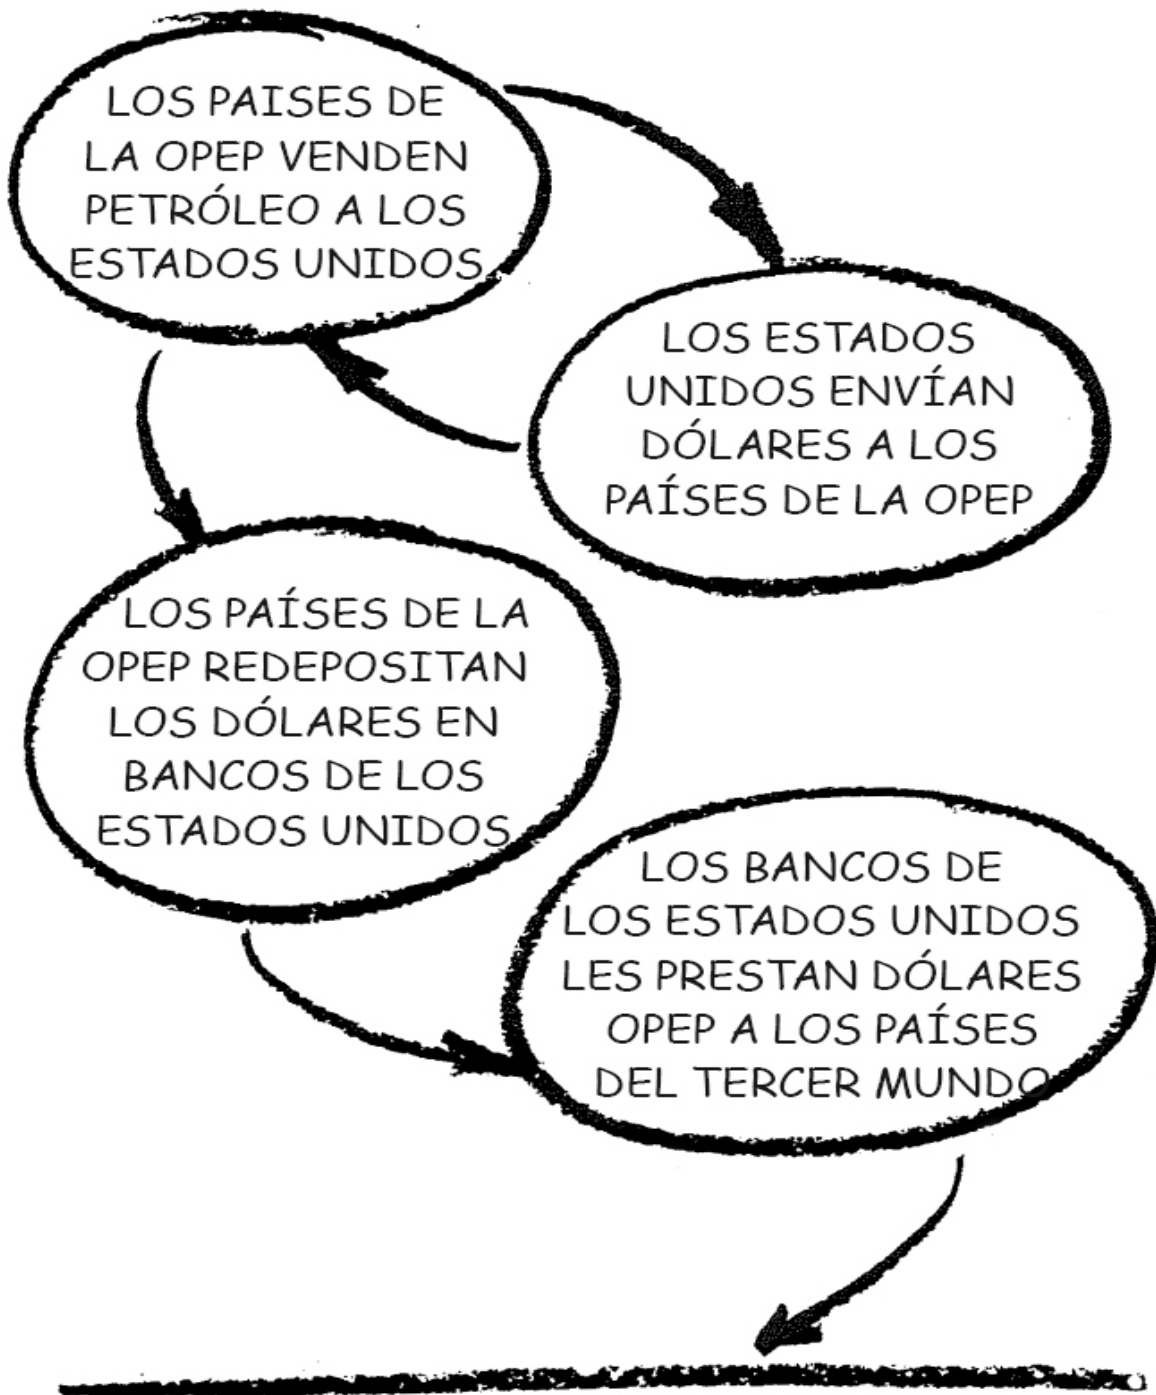 LOS PAISES DE
LA OPEP VENDEN
PETRÓLEO A LOS
ESTADOS UNIDOS
LOS ESTADOS
UNIDOS ENVÍAN
DÓLARES A LOS
PAÍSES DE LA OPEP
LOS PAÍSES DE LA
OPEP REDEPOSITAN
LOS DÓLARES EN
BANCOS DE LOS
ESTADOS UNIDOS
LOS BANCOS DE
LOS ESTADOS UNIDOS
LES PRESTAN DÓLARES
OPEP A LOS PAÍSES
DEL TERCER MUNDO